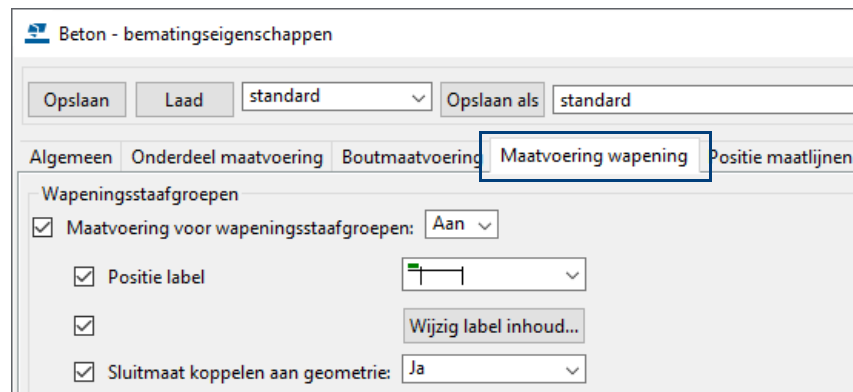 Beton - bematingseigenschappen
Opslaan Laad standard Opslaan als standard
Algemeen Onderdeel maatvoering Boutmaatvoering Maatvoering wapening Positie maatlijnen
Wapeningsstaafgroepen
Maatvoering voor wapeningsstaafgroepen: Aan
Positie label
Wijzig label inhoud...
Sluitmaat koppelen aan geometrie: Ja